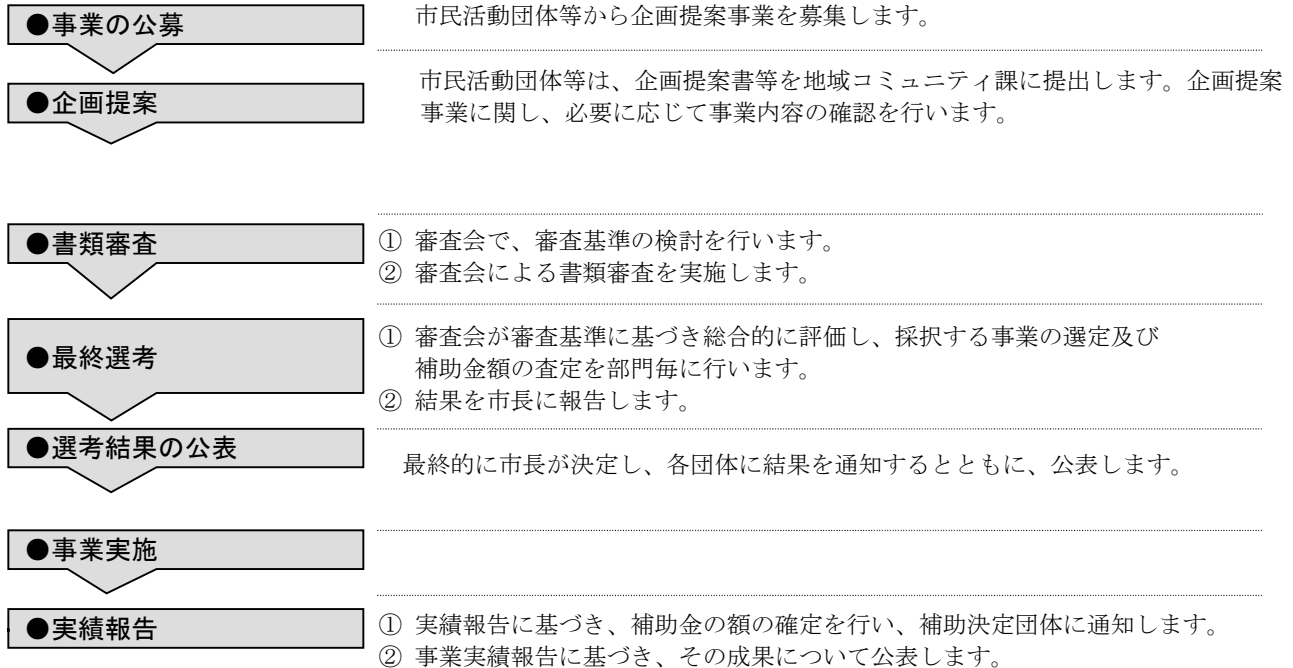 ●事業の公募
市民活動団体等から企画提案事業を募集します。
●企画提案
市民活動団体等は、企画提案書等を地域コミュニティ課に提出します。企画提案
事業に関し、必要に応じて事業内容の確認を行います。
●書類審査
① 審査会で、審査基準の検討を行います。
② 審査会による書類審査を実施します。
●最終選考
① 審査会が審査基準に基づき総合的に評価し、採択する事業の選定及び
補助金額の査定を部門毎に行います。
② 結果を市長に報告します。
●選考結果の公表
最終的に市長が決定し、各団体に結果を通知するとともに、公表します。
●事業実施
●実績報告
① 実績報告に基づき、補助金の額の確定を行い、補助決定団体に通知します。
② 事業実績報告に基づき、その成果について公表します。